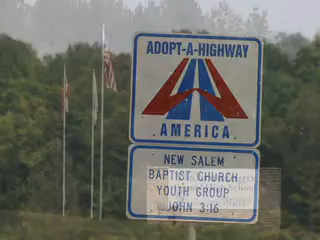 ADOPT-A-HIGHWAY
AMERICA
NEW SALEM
BAPTIST CHURCH
YOUTH GROUP
JOHN 3:16